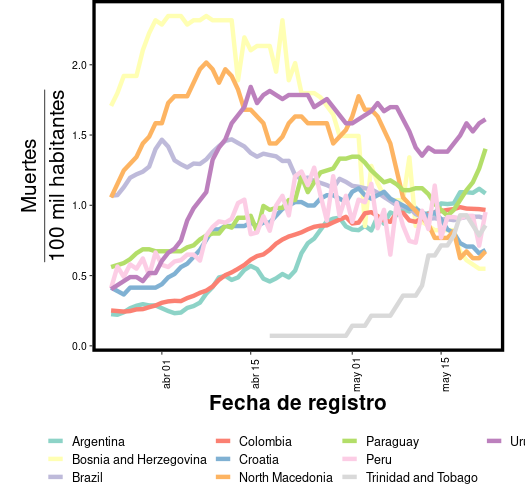 Muertes
100 mil habitantes
2.0
1.5
1.0
0.5
0.0
abr 01
abr 15
may 01
may 15
Fecha de registro
Argentina
Colombia
Paraguay
Ur
Bosnia and Herzegovina
Croatia
Peru
Brazil
North Macedonia
Trinidad and Tobago